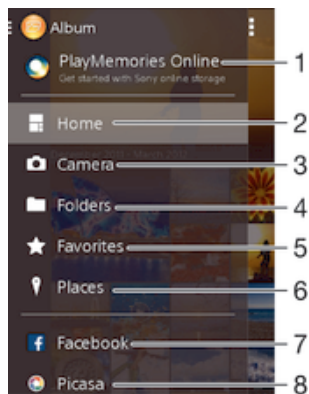 Album
PlayMemories Online 1
Get started with Sony online storage
Home 2
Camera 3
Folders 4
Favorites 5
Places 6
Facebook 7
Picasa 8